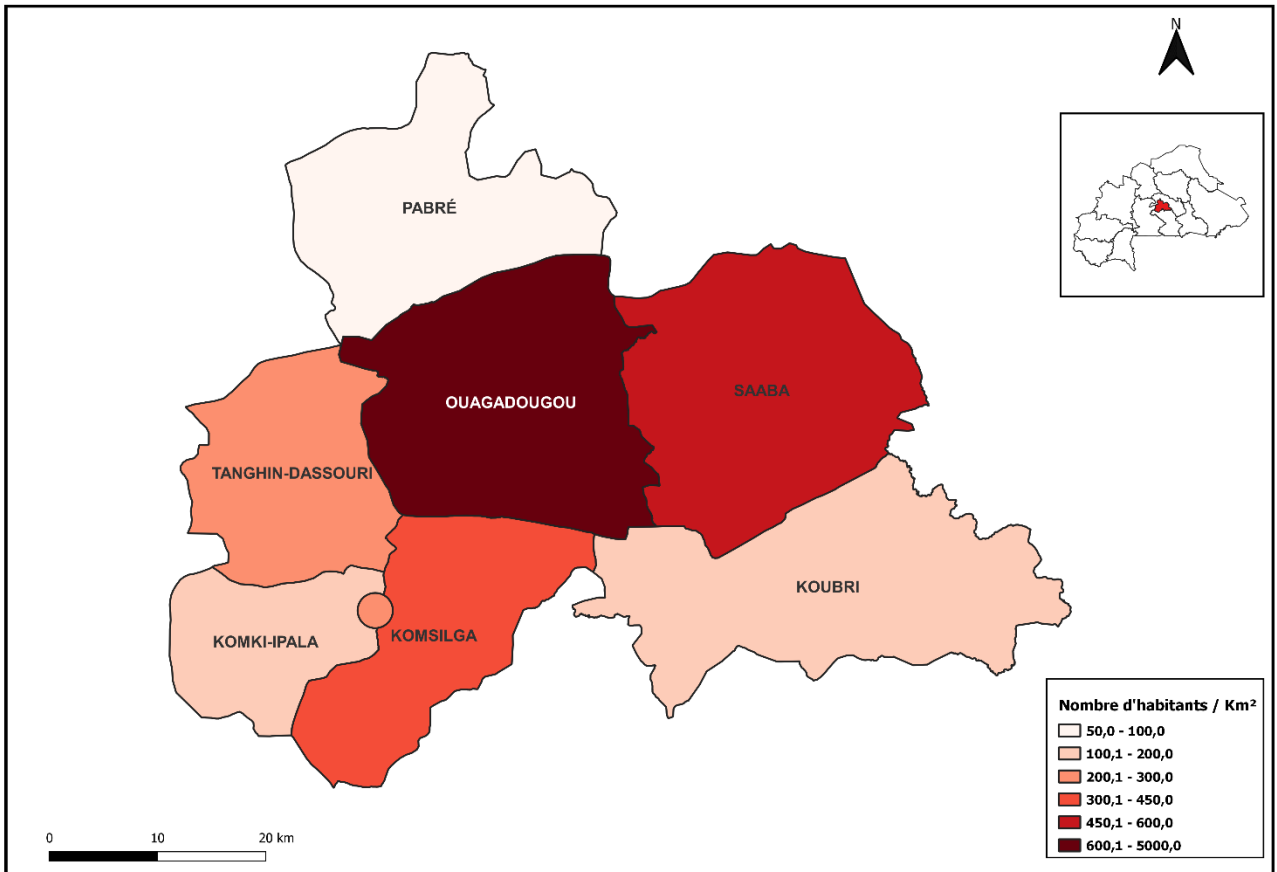 N
PABRÉ
SAABA
OUAGADOUGOU
TANGHIN-DASSOURI
KOUBRI
KOMKI-IPALA
KOMSILGA
Nombre d'habitants / Km²
50,0 - 100,0
100,1 - 200,0
200,1 - 300,0
300,1 - 450,0
450,1 - 600,0
600,1 - 5000,0
0 10 20 km